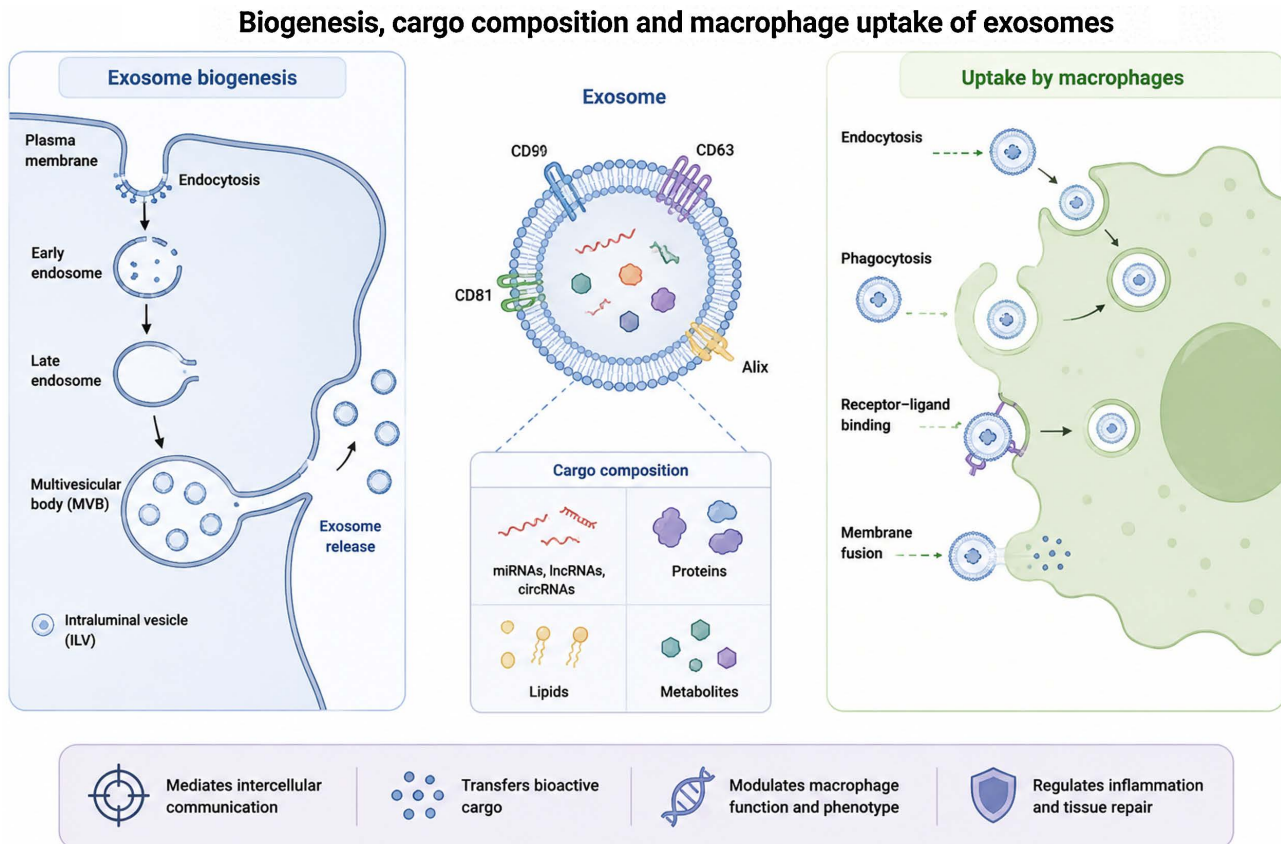 Biogenesis, cargo composition and macrophage uptake of exosomes
Exosome biogenesis
Plasma
membrane
Endocytosis
Early
endosome
Late
endosome
Multivesicular
body (MVB)
Exosome
release
Intraluminal vesicle
(ILV)
Exosome
CD99
CD63
CD81
Alix
Cargo composition
miRNAs, lncRNAs,
circRNAs
Proteins
Lipids
Metabolites
Uptake by macrophages
Endocytosis
Phagocytosis
Receptor–ligand
binding
Membrane
fusion
Mediates intercellular
communication
Transfers bioactive
cargo
Modulates macrophage
function and phenotype
Regulates inflammation
and tissue repair